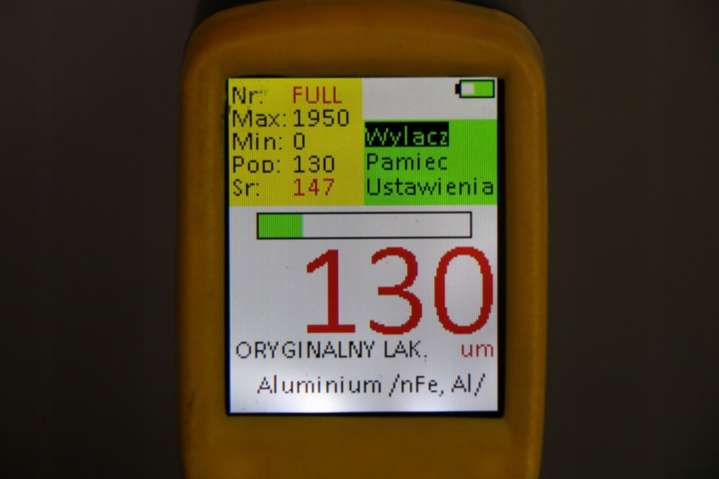 Nr: FULL
Max: 1950
Min: 0
Pop: 130
Sr: 147
Wylacz
Pamiec
Ustawienia
130
ORYGINALNY LAK. um
Aluminium /nFe, Al/